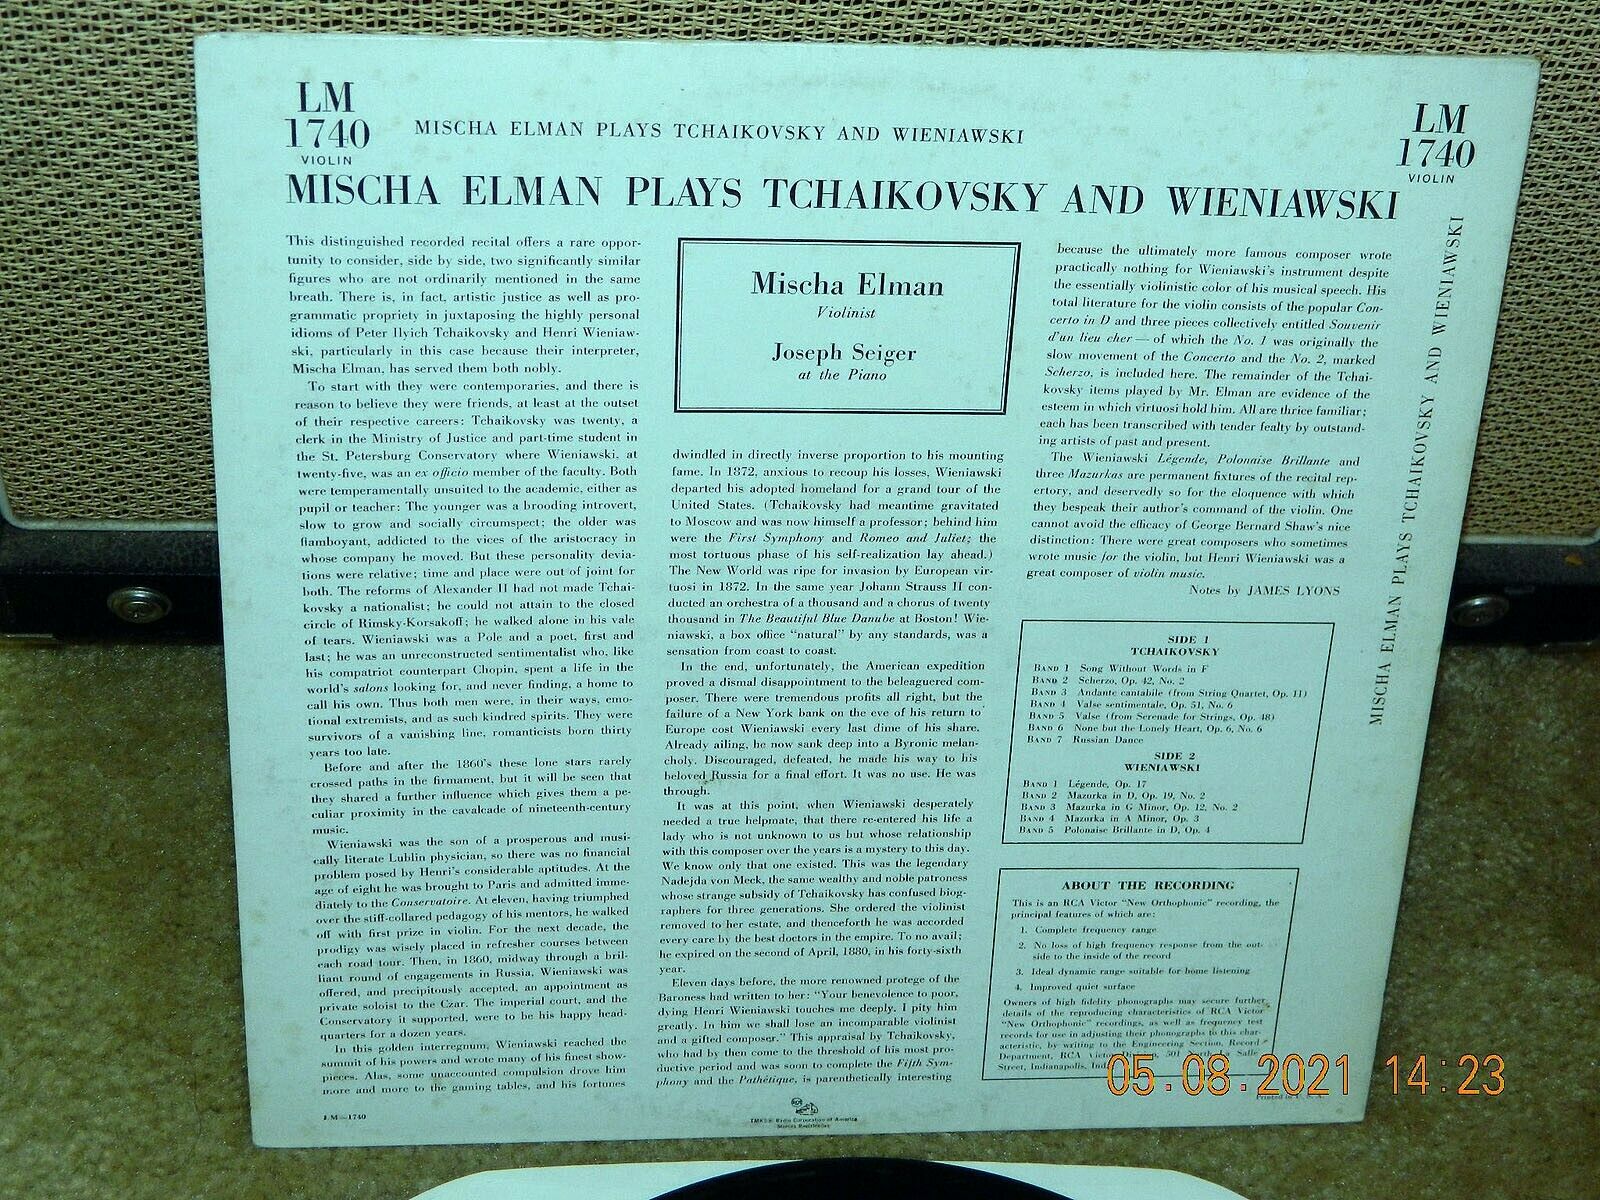 LM
1740
VIOLIN
MISCHA ELMAN PLAYS TCHAIKOVSKY AND WIENIAWSKI
LM
1740
VIOLIN
MISCHA ELMAN PLAYS TCHAIKOVSKY AND WIENIAWSKI
This distinguished recorded recital offers a rare oppor-
tunity to consider, side by side, two significantly similar
figures who are not ordinarily mentioned in the same
breath. There is, in fact, artistic justice as well as pro-
grammatic propriety in juxtaposing the highly personal
idioms of Peter Ilyich Tchaikovsky and Henri Wieniaw-
ski, particularly in this case because their interpreter,
Mischa Elman, has served them both nobly.
To start with they were contemporaries, and there is
reason to believe they were friends, at least at the outset
of their respective careers: Tchaikovsky was twenty, a
clerk in the Ministry of Justice and part-time student in
the St. Petersburg Conservatory where Wieniawski, at
twenty-five, was an ex officio member of the faculty. Both
were temperamentally unsuited to the academic, either as
pupil or teacher: The younger was a brooding introvert,
slow to grow and socially circumspect; the older was
flamboyant, addicted to the vices of the aristocracy in
whose company he moved. But these personality devia-
tions were relative; time and place were out of joint for
both. The reforms of Alexander II had not made Tchai-
kovsky a nationalist; he could not attain to the closed
circle of Rimsky-Korsakoff; he walked alone in his vale
of tears. Wieniawski was a Pole and a poet, first and
last; he was an unreconstructed sentimentalist who, like
his compatriot counterpart Chopin, spent a life in the
world's salons looking for, and never finding, a home to
call his own. Thus both men were, in their ways, emo-
tional extremists, and as such kindred spirits. They were
survivors of a vanishing line, romanticists born thirty
years too late.
Before and after the 1860's these lone stars rarely
crossed paths in the firmament, but it will be seen that
they shared a further influence which gives them a pe-
culiar proximity in the cavalcade of nineteenth-century
music.
Wieniawski was the son of a prosperous and musi-
cally literate Lublin physician, so there was no financial
problem posed by Henri's considerable aptitudes. At the
age of eight he was brought to Paris and admitted imme-
diately to the Conservatoire. At eleven, having triumphed
over the stiff-collared pedagogy of his mentors, he walked
off with first prize in violin. For the next decade, the
prodigy was wisely placed in refresher courses between
each road tour. Then, in 1860, midway through a bril-
liant round of engagements in Russia, Wieniawski was
offered, and precipitously accepted, an appointment as
private soloist to the Czar. The imperial court, and the
Conservatory it supported, were to be his happy head-
quarters for a dozen years.
In this golden interregnum, Wieniawski reached the
summit of his powers and wrote many of his finest show-
pieces. Alas, some unaccounted compulsion drove him
more and more to the gaming tables, and his fortunes
Mischa Elman
Violinist
Joseph Seiger
at the Piano
dwindled in directly inverse proportion to his mounting
fame. In 1872, anxious to recoup his losses, Wieniawski
departed his adopted homeland for a grand tour of the
United States. (Tchaikovsky had meantime gravitated
to Moscow and was now himself a professor; behind him
were the First Symphony and Romeo and Juliet; the
most tortuous phase of his self-realization lay ahead.)
The New World was ripe for invasion by European vir-
tuosi in 1872. In the same year Johann Strauss II con-
ducted an orchestra of a thousand and a chorus of twenty
thousand in The Beautiful Blue Danube at Boston! Wie-
niawski, a box office "natural" by any standards, was a
sensation from coast to coast.
In the end, unfortunately, the American expedition
proved a dismal disappointment to the beleaguered com-
poser. There were tremendous profits all right, but the
failure of a New York bank on the eve of his return to
Europe cost Wieniawski every last dime of his share.
Already ailing, he now sank deep into a Byronic melan-
choly. Discouraged, defeated, he made his way to his
beloved Russia for a final effort. It was no use. He was
through.
It was at this point, when Wieniawski desperately
needed a true helpmate, that there re-entered his life a
lady who is not unknown to us but whose relationship
with this composer over the years is a mystery to this day.
We know only that one existed. This was the legendary
Nadejda von Meck, the same wealthy and noble patroness
whose strange subsidy of Tchaikovsky has confused biog-
raphers for three generations. She ordered the violinist
removed to her estate, and thenceforth he was accorded
every care by the best doctors in the empire. To no avail;
he expired on the second of April, 1880, in his forty-sixth
year.
Eleven days before, the more renowned protege of the
Baroness had written to her: "Your benevolence to poor,
dying Henri Wieniawski touches me deeply. I pity him
greatly. In him we shall lose an incomparable violinist
and a gifted composer." This appraisal by Tchaikovsky,
who had by then come to the threshold of his most pro-
ductive period and was soon to complete the Fifth Sym-
phony and the Pathétique, is parenthetically interesting
because the ultimately more famous composer wrote
practically nothing for Wieniawski's instrument despite
the essentially violinistic color of his musical speech. His
total literature for the violin consists of the popular Con-
certo in D and three pieces collectively entitled Souvenir
d'un lieu cher — of which the No. 1 was originally the
slow movement of the Concerto and the No. 2, marked
Scherzo, is included here. The remainder of the Tchai-
kovsky items played by Mr. Elman are evidence of the
esteem in which virtuosi hold him. All are thrice familiar;
each has been transcribed with tender fealty by outstand-
ing artists of past and present.
The Wieniawski Légende, Polonaise Brillante and
three Mazurkas are permanent fixtures of the recital rep-
ertory, and deservedly so for the eloquence with which
they bespeak their author's command of the violin. One
cannot avoid the efficacy of George Bernard Shaw's nice
distinction: There were great composers who sometimes
wrote music for the violin, but Henri Wieniawski was a
great composer of violin music.
Notes by JAMES LYONS
SIDE 1
TCHAIKOVSKY
BAND 1 Song Without Words in F
BAND 2 Scherzo, Op. 42, No. 2
BAND 3 Andante cantabile (from String Quartet, Op. 11)
BAND 4 Valse sentimentale, Op. 51, No. 6
BAND 5 Valse (from Serenade for Strings, Op. 48)
BAND 6 None but the Lonely Heart, Op. 6, No. 6
BAND 7 Russian Dance
SIDE 2
WIENIAWSKI
BAND 1 Légende, Op. 17
BAND 2 Mazurka in D, Op. 19, No. 2
BAND 3 Mazurka in G Minor, Op. 12, No. 2
BAND 4 Mazurka in A Minor, Op. 3
BAND 5 Polonaise Brillante in D, Op. 4
ABOUT THE RECORDING
This is an RCA Victor "New Orthophonic" recording, the
principal features of which are:
1. Complete frequency range
2. No loss of high frequency response from the out-
side to the inside of the record
3. Ideal dynamic range suitable for home listening
4. Improved quiet surface
Owners of high fidelity phonographs may secure further
details of the reproducing characteristics of RCA Victor
"New Orthophonic" recordings, as well as frequency test
records for use in adjusting their phonographs to this char-
acteristic, by writing to the Engineering Section, Record
Department, RCA Victor Division, 501 North La Salle
Street, Indianapolis,
MISCHA ELMAN PLAYS TCHAIKOVSKY AND WIENIAWSKI
LM-1740
RCA
TMKS ® Radio Corporation of America
Marcas Registradas
Printed in U. S. A.
05.08.2021 14:23